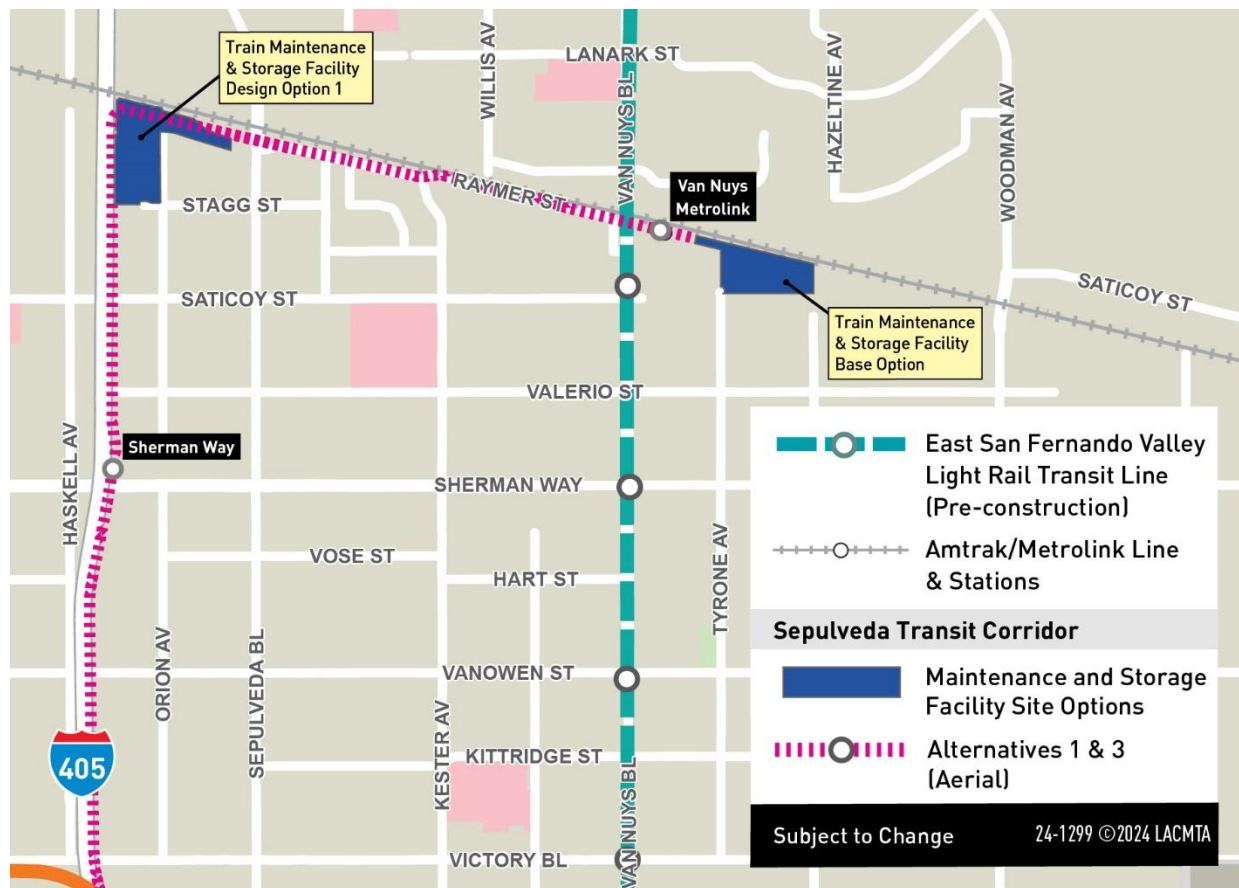 Train Maintenance
& Storage Facility
Design Option 1
WILLIS AV
LANARK ST
VAN NUYS BL
HAZELTINE AV
WOODMAN AV
RAYMER ST
Van Nuys
Metrolink
STAGG ST
SATICOY ST
SATICOY ST
Train Maintenance
& Storage Facility
Base Option
VALERIO ST
HASKELL AV
Sherman Way
SHERMAN WAY
VOSE ST
HART ST
TYRONE AV
ORION AV
SEPULVEDA BL
VANOWEN ST
KESTER AV
KITTRIDGE ST
405
VAN NUYS BL
VICTORY BL
East San Fernando Valley
Light Rail Transit Line
(Pre-construction)
Amtrak/Metrolink Line
& Stations
Sepulveda Transit Corridor
Maintenance and Storage
Facility Site Options
Alternatives 1 & 3
(Aerial)
Subject to Change
24-1299 ©2024 LACMTA